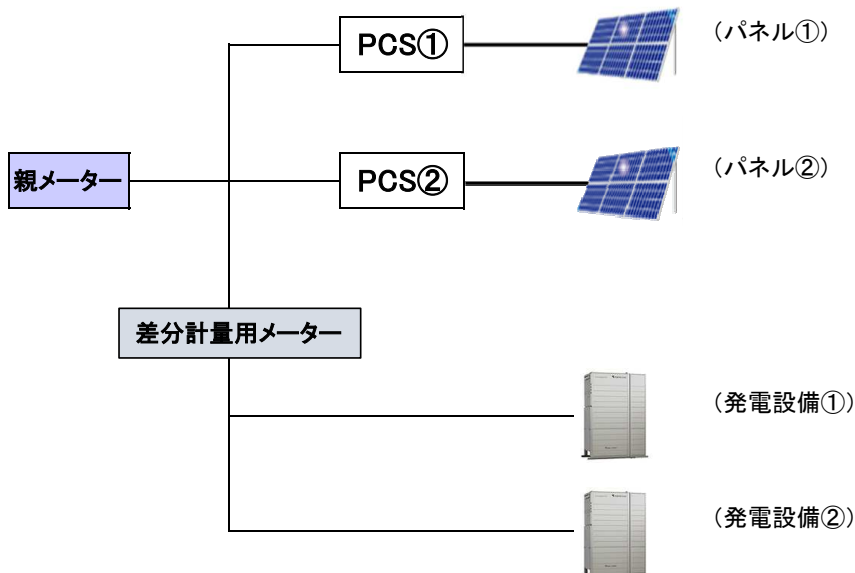 PCS①
（パネル①）
親メーター
PCS②
（パネル②）
差分計量用メーター
（発電設備①）
（発電設備②）